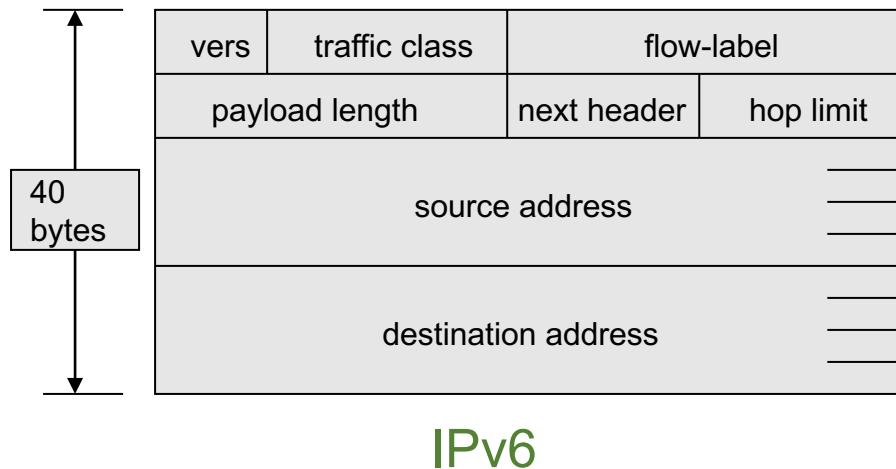 vers traffic class flow-label
payload length next header hop limit
40
bytes
source address
destination address
IPv6